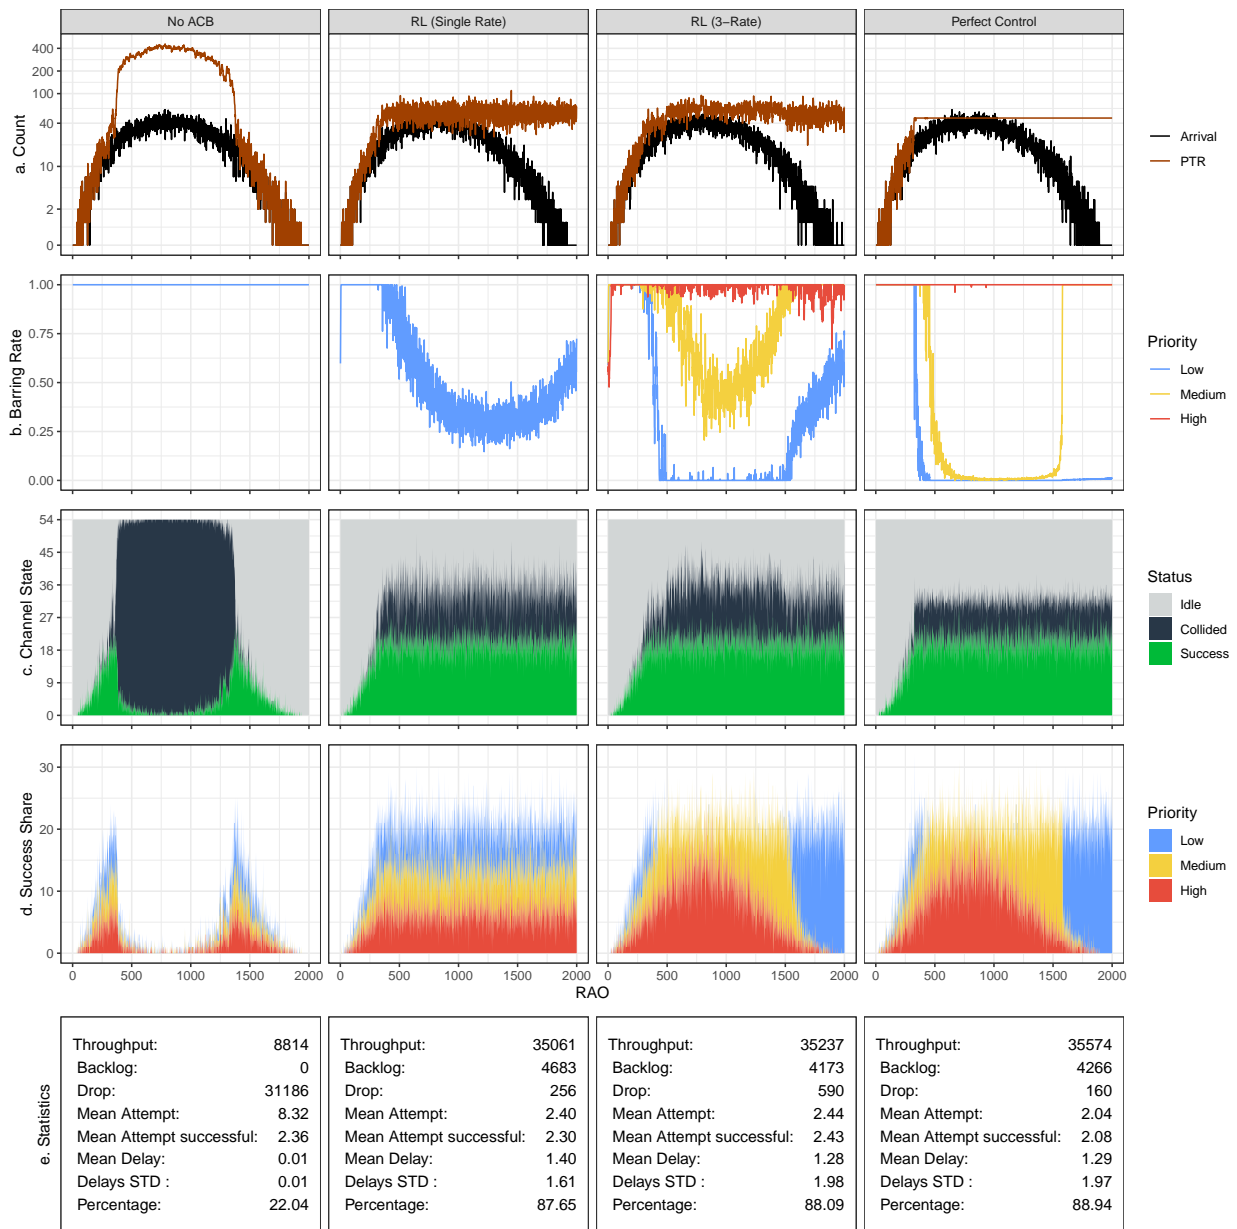 No ACB
RL (Single Rate)
RL (3−Rate)
Perfect Control
a. Count
400
200
100
40
10
2
0
Arrival
PTR
b. Barring Rate
1.00
0.75
0.50
0.25
0.00
Priority
Low
Medium
High
c. Channel State
54
45
36
27
18
9
0
Status
Idle
Collided
Success
d. Success Share
30
20
10
0
Priority
Low
Medium
High
0 500 1000 1500 2000
0 500 1000 1500 2000
0 500 1000 1500 2000
0 500 1000 1500 2000
RAO
e. Statistics
Throughput: 8814
Backlog: 0
Drop: 31186
Mean Attempt: 8.32
Mean Attempt successful: 2.36
Mean Delay: 0.01
Delays STD : 0.01
Percentage: 22.04
Throughput: 35061
Backlog: 4683
Drop: 256
Mean Attempt: 2.40
Mean Attempt successful: 2.30
Mean Delay: 1.40
Delays STD : 1.61
Percentage: 87.65
Throughput: 35237
Backlog: 4173
Drop: 590
Mean Attempt: 2.44
Mean Attempt successful: 2.43
Mean Delay: 1.28
Delays STD : 1.98
Percentage: 88.09
Throughput: 35574
Backlog: 4266
Drop: 160
Mean Attempt: 2.04
Mean Attempt successful: 2.08
Mean Delay: 1.29
Delays STD : 1.97
Percentage: 88.94